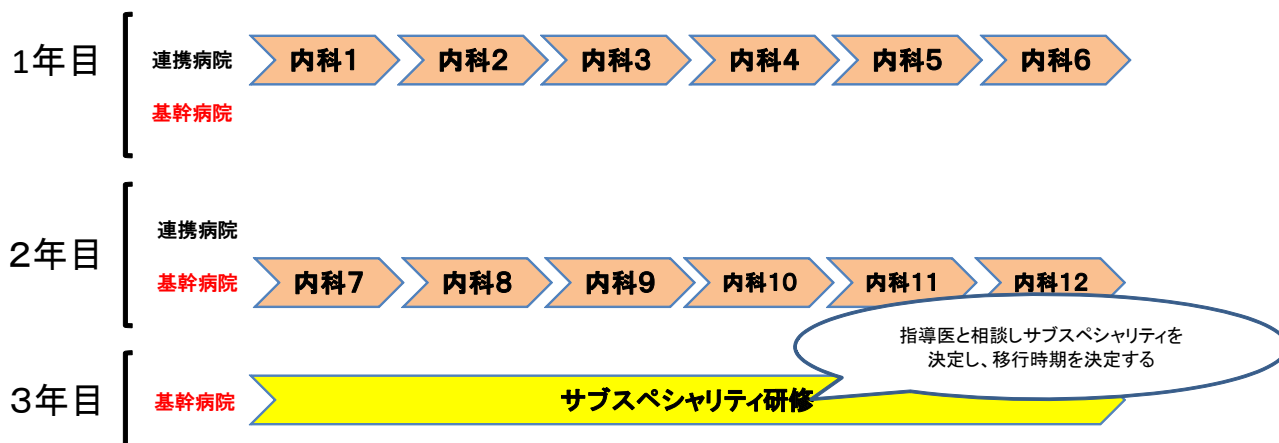 1年目
連携病院
内科1
内科2
内科3
内科4
内科5
内科6
基幹病院
2年目
連携病院
基幹病院
内科7
内科8
内科9
内科10
内科11
内科12
指導医と相談しサブスペシャリティを
決定し、移行時期を決定する
3年目
基幹病院
サブスペシャリティ研修